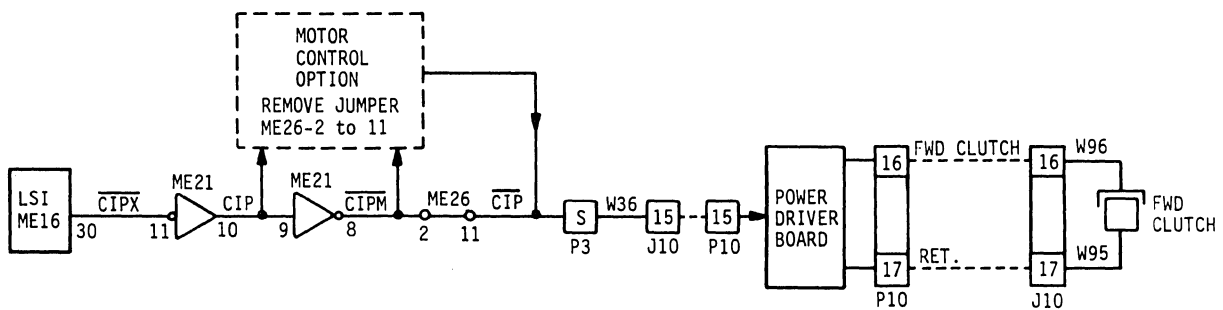 MOTOR
CONTROL
OPTION
REMOVE JUMPER
ME26-2 to 11
LSI
ME16
30
CIPX
11
ME21
10
CIP
9
ME21
8
CIPM
ME26
2
11
CIP
S
P3
W36
15
J10
15
P10
POWER
DRIVER
BOARD
16
FWD CLUTCH
16
W96
17
RET.
17
W95
P10
J10
FWD
CLUTCH